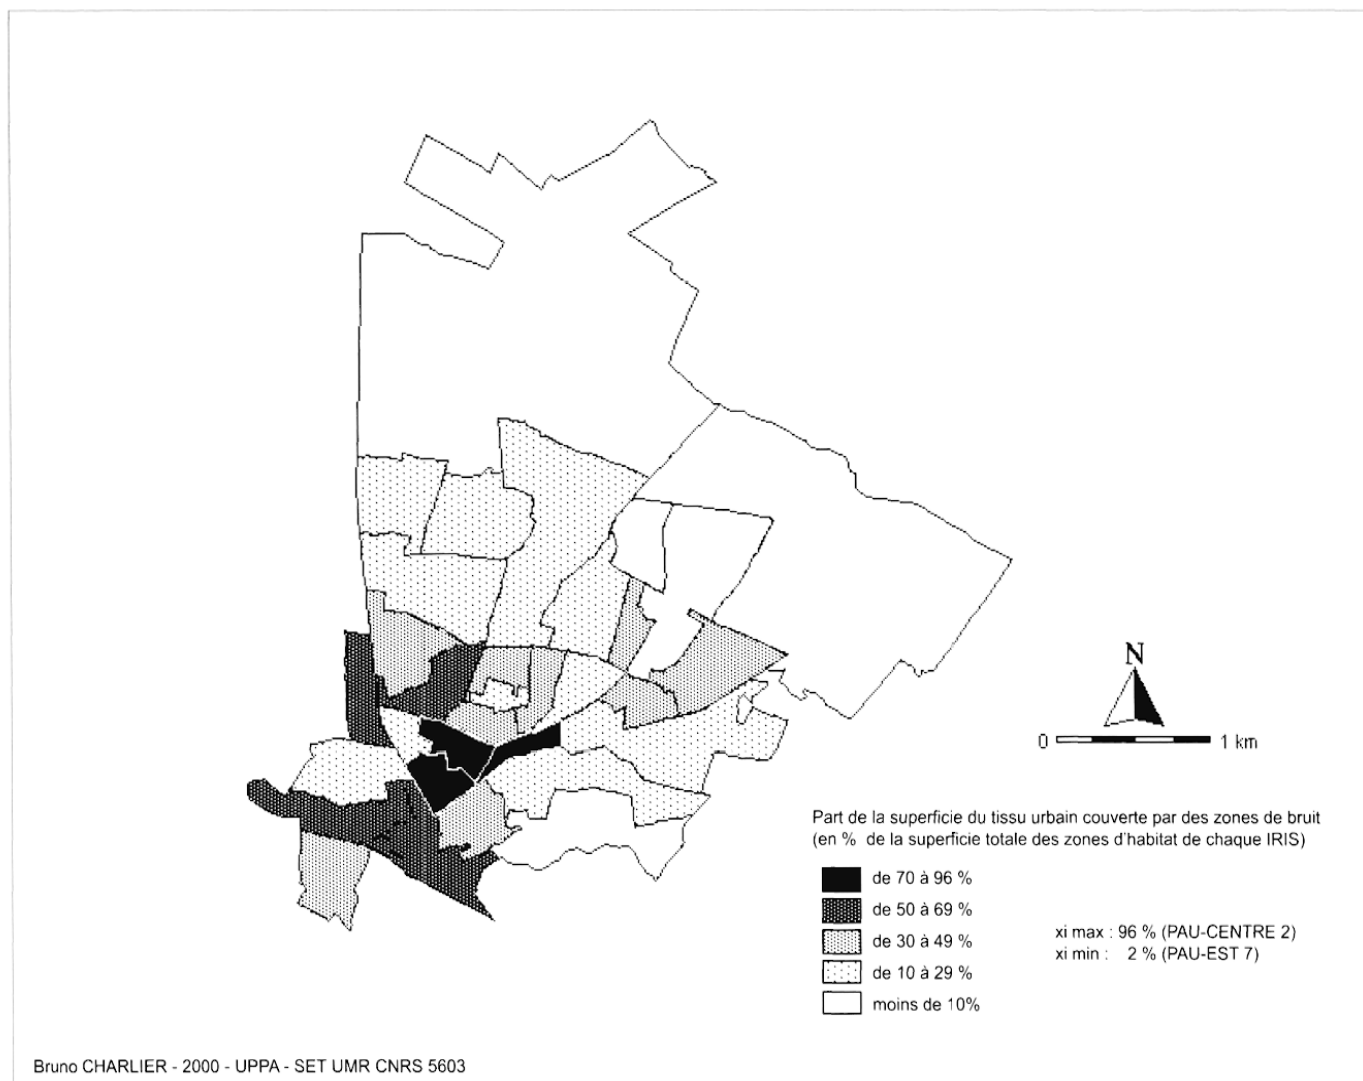 N
0 1 km
Part de la superficie du tissu urbain couverte par des zones de bruit
(en % de la superficie totale des zones d'habitat de chaque IRIS)
de 70 à 96 %
de 50 à 69 %
de 30 à 49 %
de 10 à 29 %
moins de 10%
xi max : 96 % (PAU-CENTRE 2)
xi min : 2 % (PAU-EST 7)
Bruno CHARLIER - 2000 - UPPA - SET UMR CNRS 5603